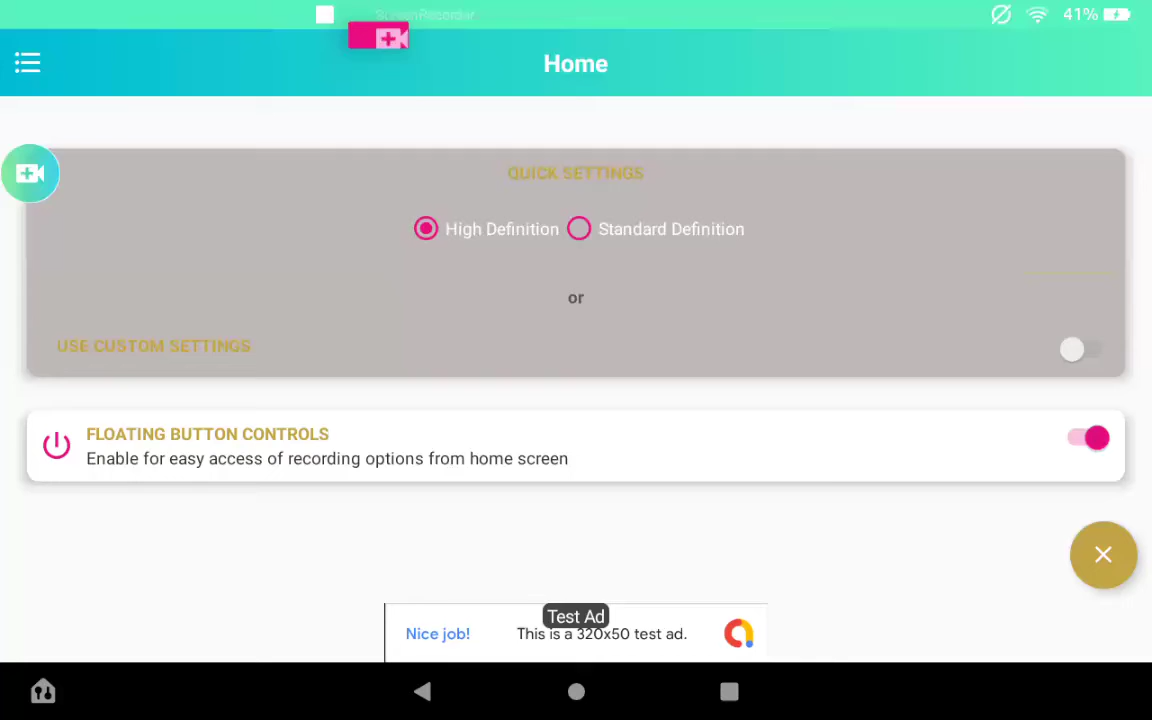 ScreenRecorder
41%
Home
QUICK SETTINGS
High Definition Standard Definition
or
USE CUSTOM SETTINGS
FLOATING BUTTON CONTROLS
Enable for easy access of recording options from home screen
Test Ad
Nice job! This is a 320x50 test ad.